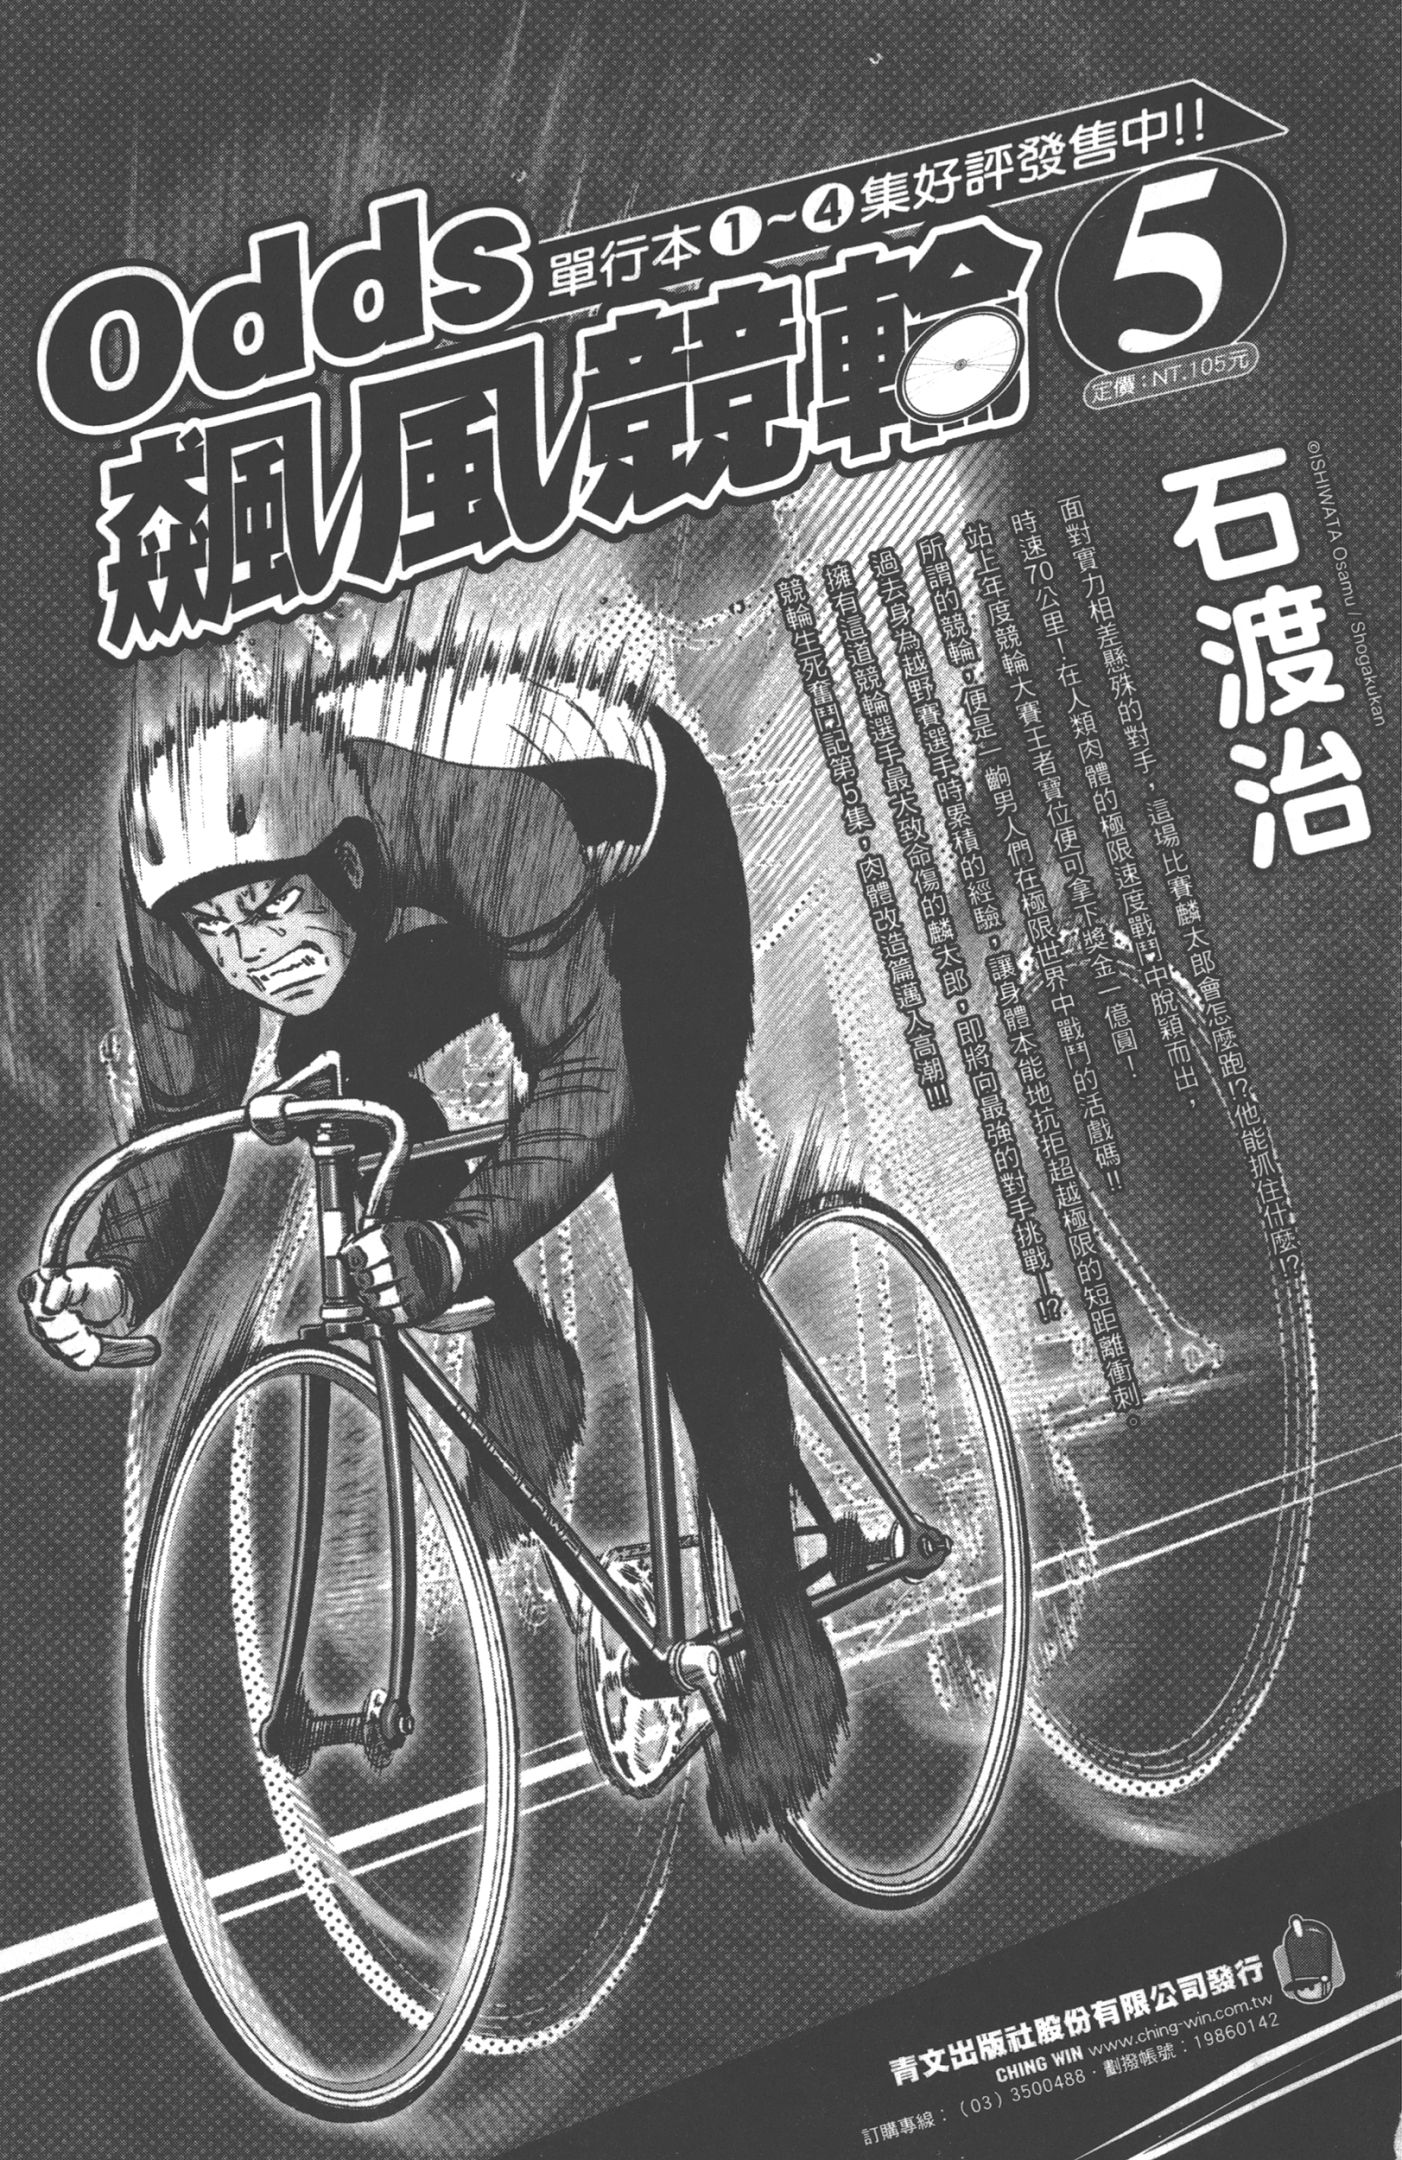 單行本❶~❹集好評發售中!!
Odds
飆風競輪
5
定價：NT.105元
石渡治
©ISHIWATA Osamu / Shogakukan
面對實力相差懸殊的對手，這場比賽麟太郎會怎麼跑!?他能抓住什麼!?
時速70公里！在人類肉體的極限速度戰鬥中脫穎而出，
站上年度競輪大賽王者寶位便可拿下獎金一億圓！
所謂的競輪，便是一齣男人們在極限世界中戰鬥的活戲碼!!
過去身為越野賽選手時累積的經驗，讓身體本能地抗拒超越極限的短距離衝刺。
擁有這道競輪選手最大致命傷的麟太郎，即將向最強的對手挑戰—!?
競輪生死奮鬥記第5集，肉體改造篇邁入高潮!!!
青文出版社股份有限公司發行
CHING WIN www.ching-win.com.tw
訂購專線：（03）3500488・劃撥帳號：19860142